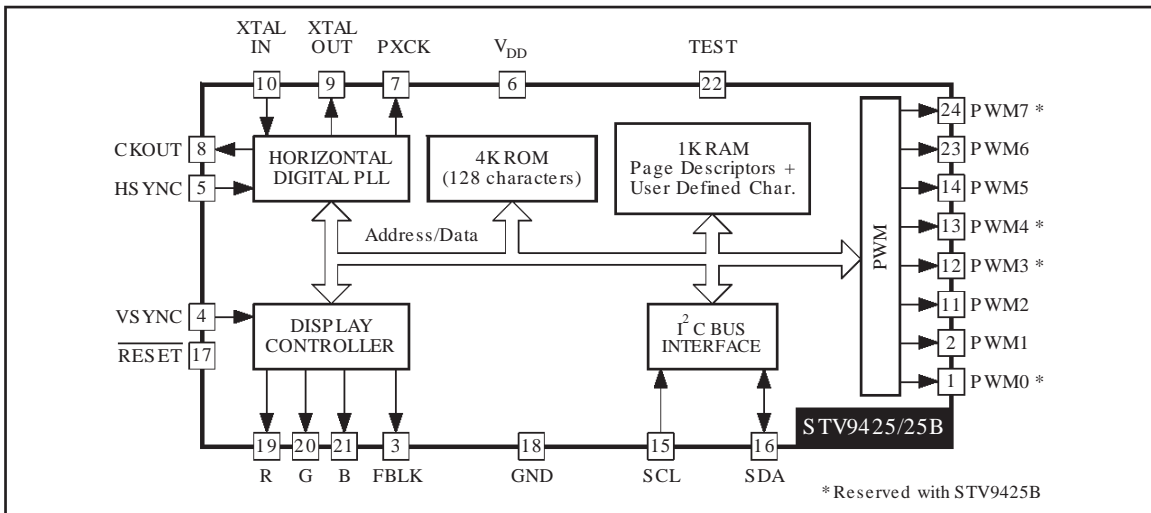 XTAL IN
XTAL OUT
PXCK
V_DD
TEST
10
9
7
6
22
CKOUT 8
HSYNC 5
HORIZONTAL
DIGITAL PLL
4K ROM
(128 characters)
1K RAM
Page Descriptors +
User Defined Char.
PWM
24 PWM7 *
23 PWM6
14 PWM5
13 PWM4 *
12 PWM3 *
11 PWM2
2 PWM1
1 PWM0 *
Address/Data
VSYNC 4
RESET 17
DISPLAY
CONTROLLER
I²C BUS
INTERFACE
STV9425/25B
19
20
21
3
18
15
16
R
G
B
FBLK
GND
SCL
SDA
* Reserved with STV9425B